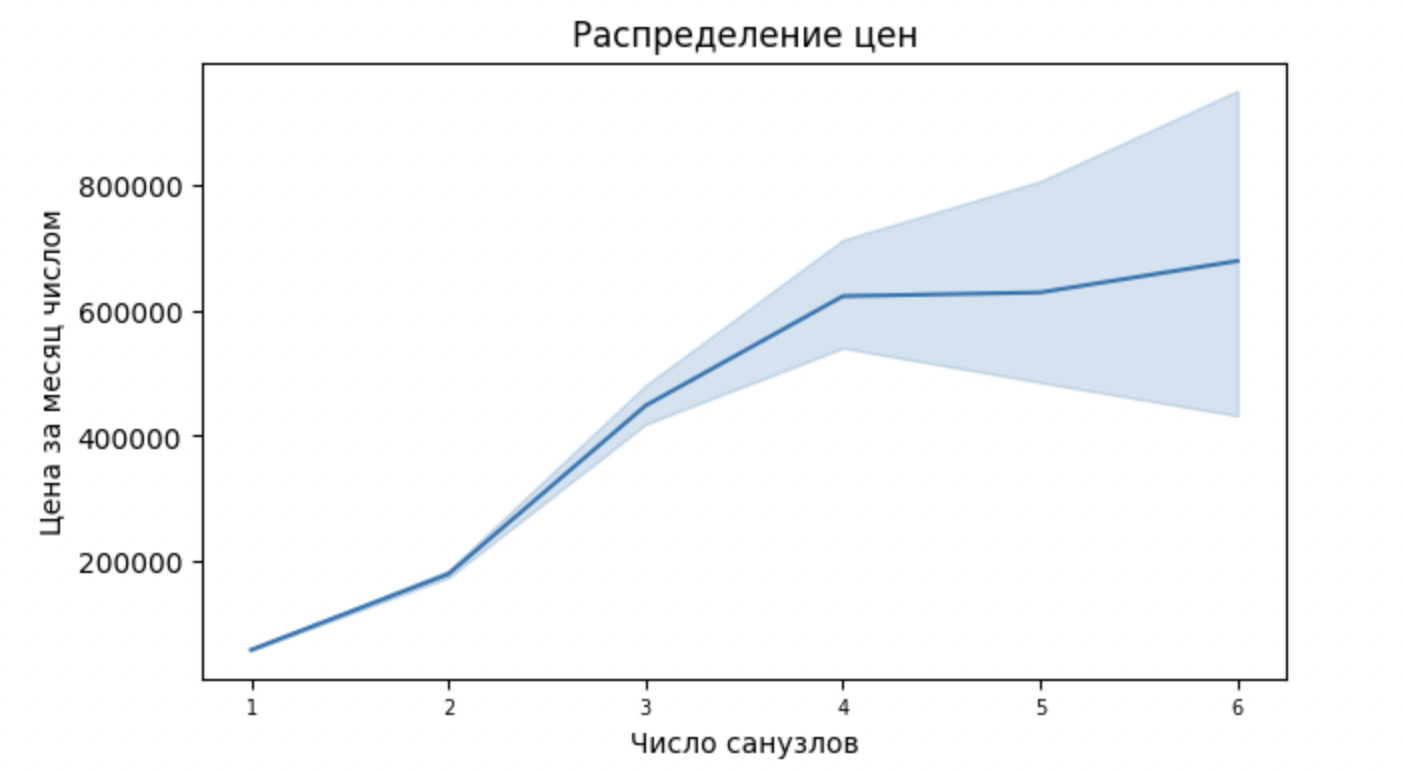 Распределение цен
Цена за месяц числом
800000
600000
400000
200000
1 2 3 4 5 6
Число санузлов